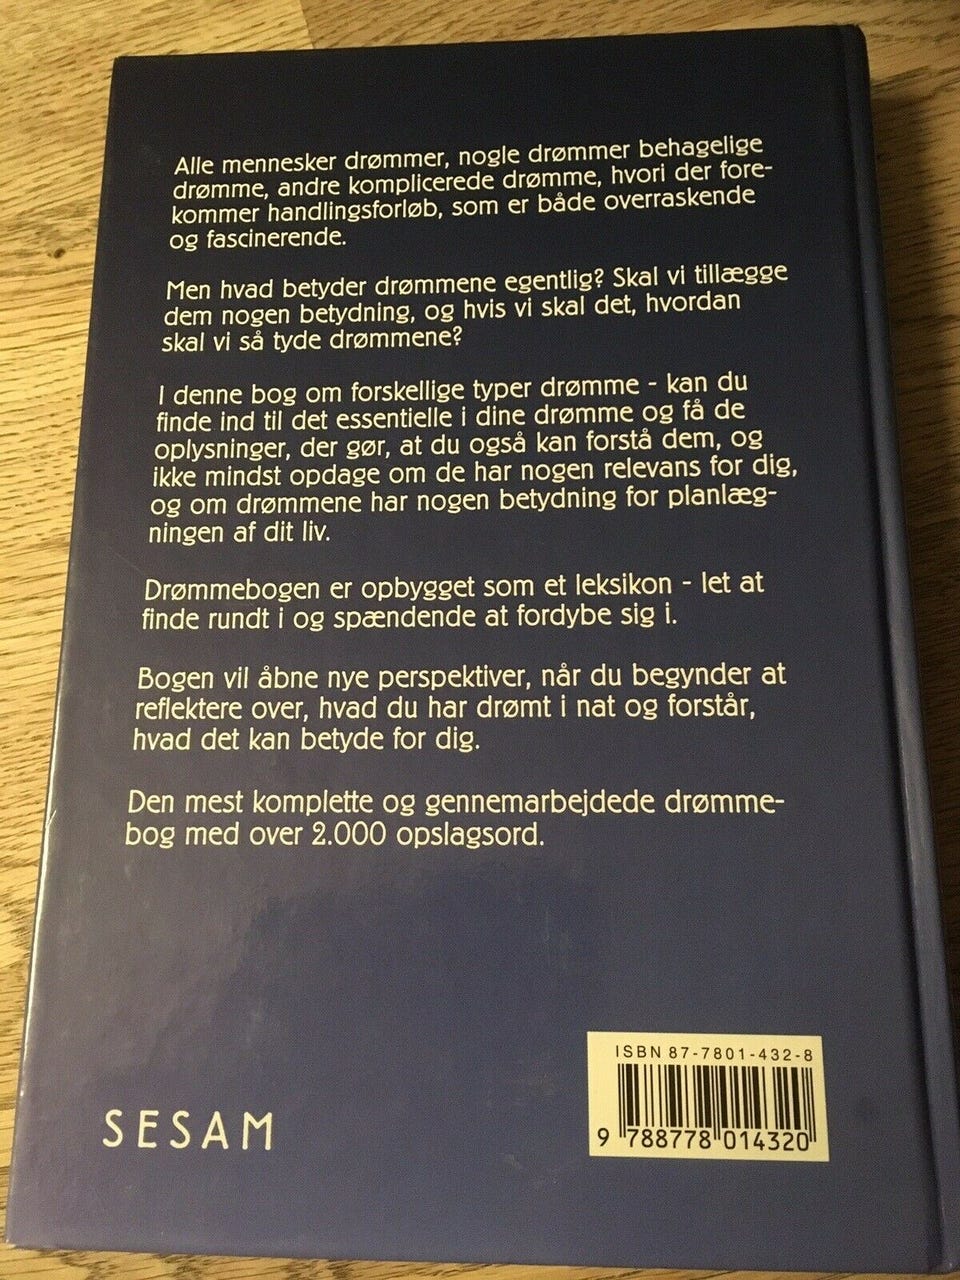 Alle mennesker drømmer, nogle drømmer behagelige
drømme, andre komplicerede drømme, hvori der fore-
kommer handlingsforløb, som er både overraskende
og fascinerende.
Men hvad betyder drømmene egentlig? Skal vi tillægge
dem nogen betydning, og hvis vi skal det, hvordan
skal vi så tyde drømmene?
I denne bog om forskellige typer drømme - kan du
finde ind til det essentielle i dine drømme og få de
oplysninger, der gør, at du også kan forstå dem, og
ikke mindst opdage om de har nogen relevans for dig,
og om drømmene har nogen betydning for planlæg-
ningen af dit liv.
Drømmebogen er opbygget som et leksikon - let at
finde rundt i og spændende at fordybe sig i.
Bogen vil åbne nye perspektiver, når du begynder at
reflektere over, hvad du har drømt i nat og forstår,
hvad det kan betyde for dig.
Den mest komplette og gennemarbejdede drømme-
bog med over 2.000 opslagsord.
SESAM
ISBN 87-7801-432-8
9 788778 014320